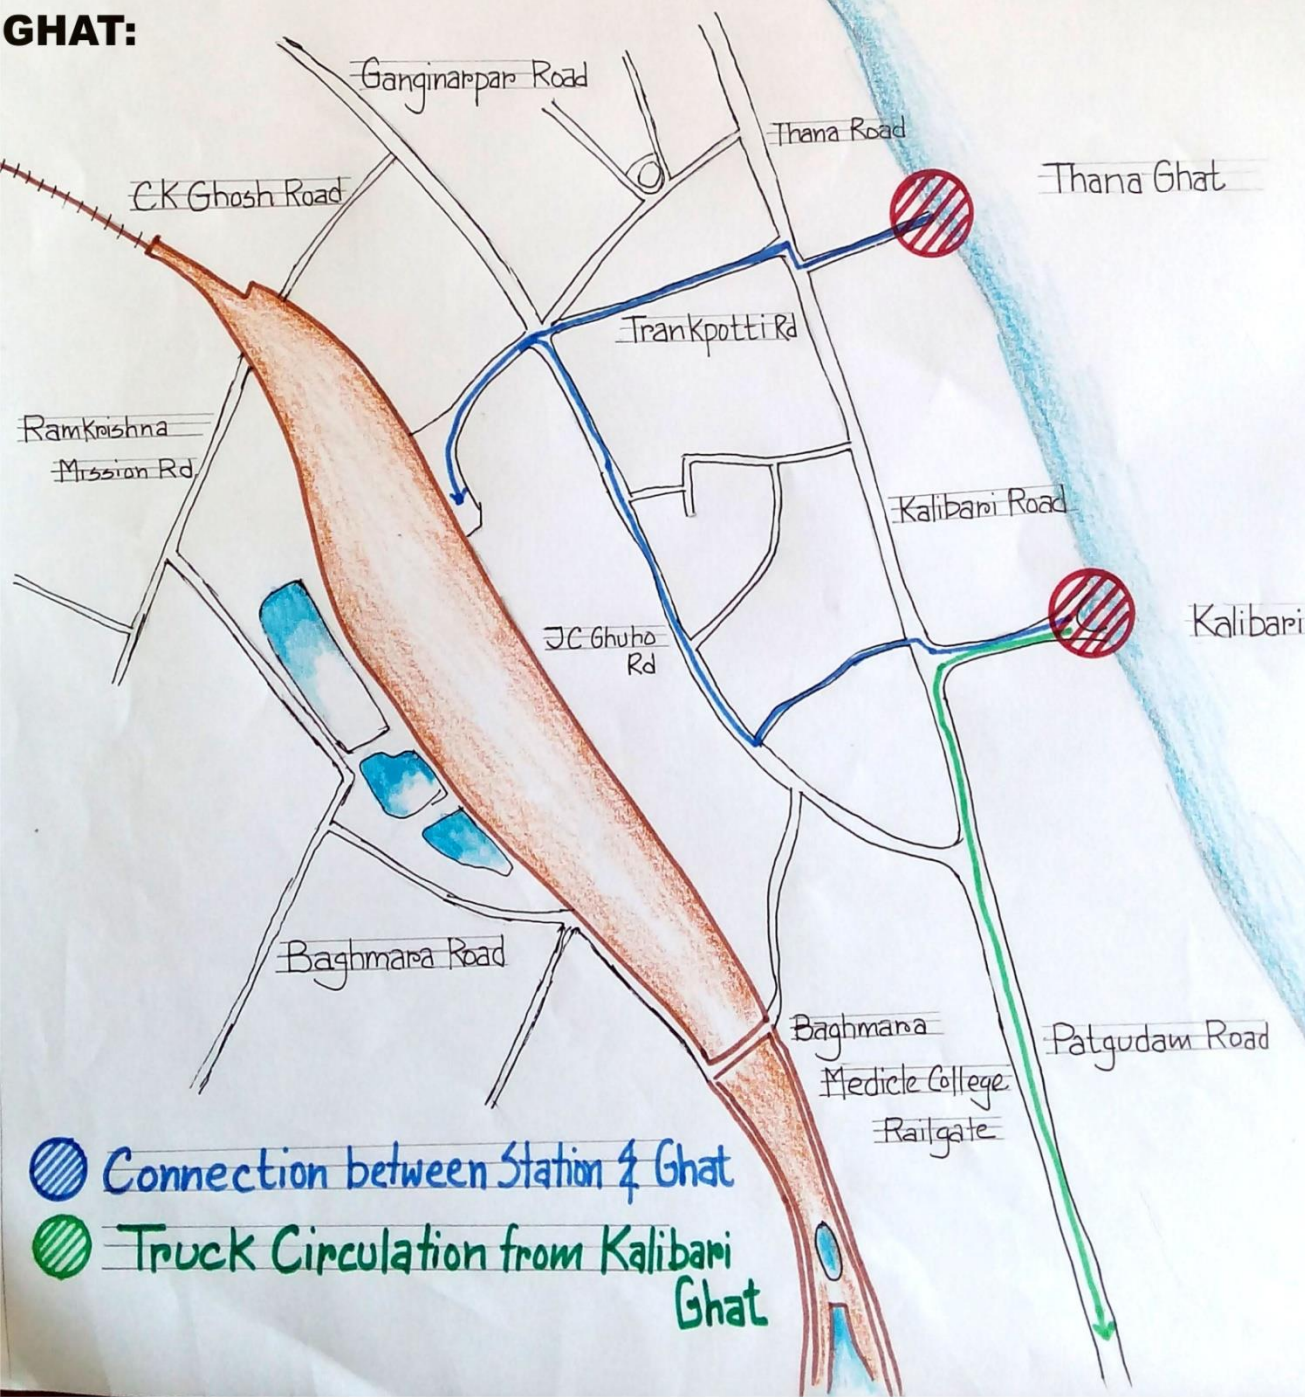 GHAT:
Ganginarpar Road
Thana Road
Thana Ghat
CK Ghosh Road
Trankpotti Rd
Ramkrishna
Mission Rd
Kalibari Road
Kalibari
JC Ghuho
Rd
Baghmara Road
Baghmara
Medicle College
Railgate
Patgudam Road
Connection between Station & Ghat
Truck Circulation from Kalibari
Ghat